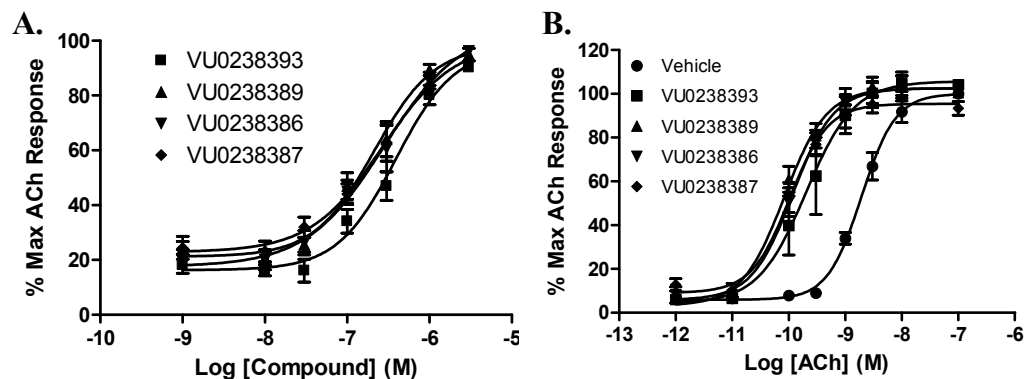 A.
% Max ACh Response
100
80
60
40
20
0
VU0238393
VU0238389
VU0238386
VU0238387
-10
-9
-8
-7
-6
-5
Log [Compound] (M)
B.
% Max ACh Response
120
100
80
60
40
20
0
Vehicle
VU0238393
VU0238389
VU0238386
VU0238387
-13
-12
-11
-10
-9
-8
-7
-6
Log [ACh] (M)